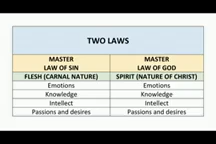 TWO LAWS
MASTER MASTER
LAW OF SIN LAW OF GOD
FLESH (CARNAL NATURE) SPIRIT (NATURE OF CHRIST)
Emotions Emotions
Knowledge Knowledge
Intellect Intellect
Passions and desires Passions and desires